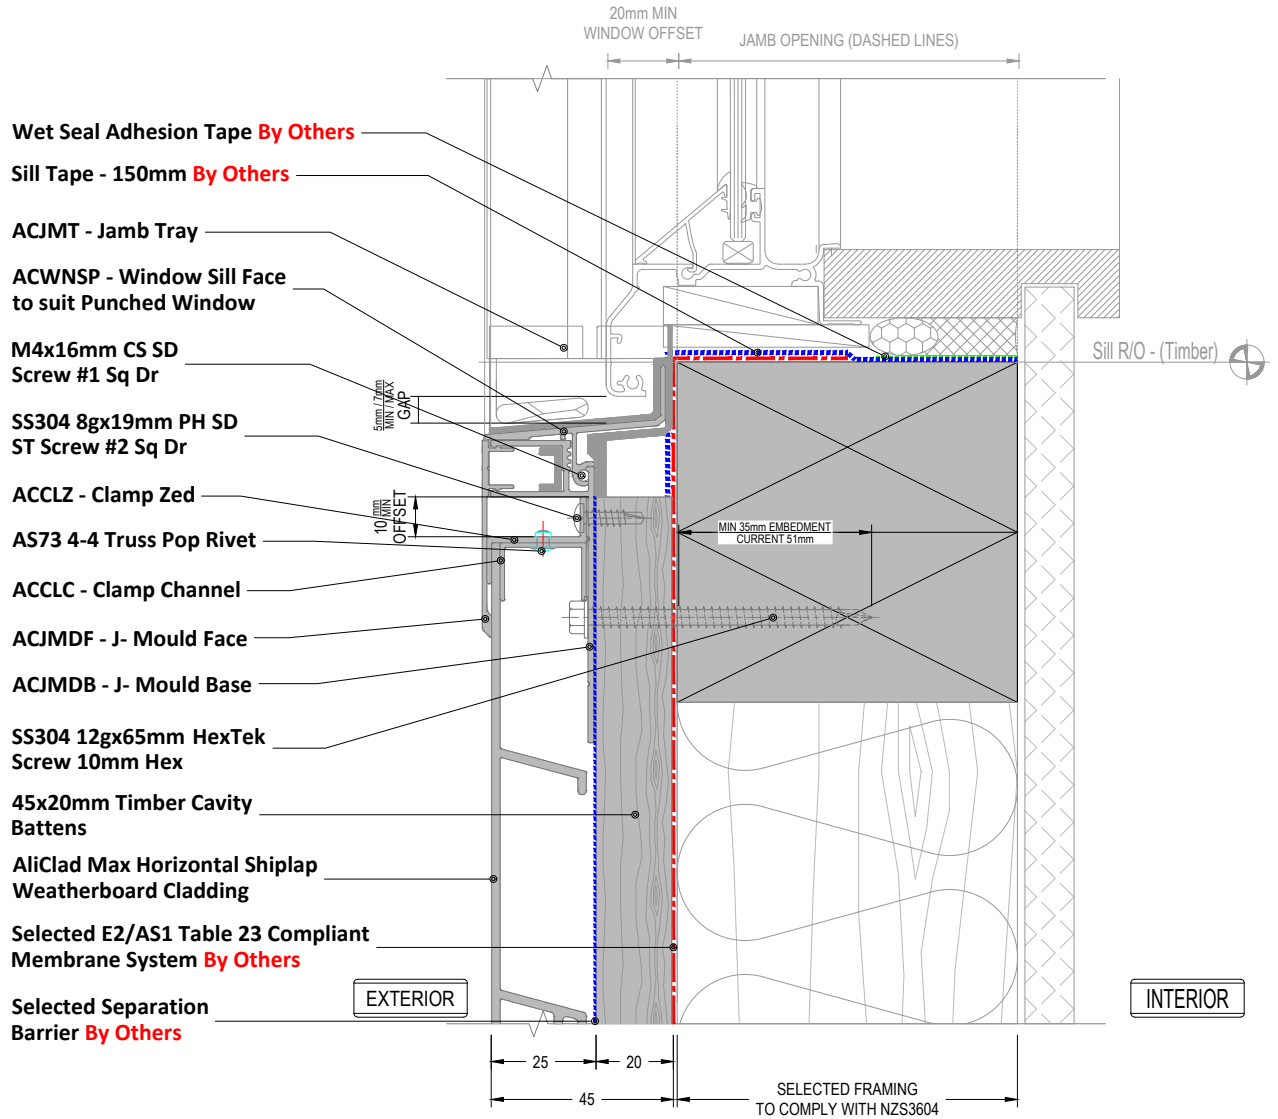 20mm MIN
WINDOW OFFSET
JAMB OPENING (DASHED LINES)
Wet Seal Adhesion Tape By Others
Sill Tape - 150mm By Others
ACJMT - Jamb Tray
ACWNSP - Window Sill Face
to suit Punched Window
M4x16mm CS SD
Screw #1 Sq Dr
SS304 8gx19mm PH SD
ST Screw #2 Sq Dr
ACCLZ - Clamp Zed
AS73 4-4 Truss Pop Rivet
ACCLC - Clamp Channel
ACJMDF - J- Mould Face
ACJMDB - J- Mould Base
SS304 12gx65mm HexTek
Screw 10mm Hex
45x20mm Timber Cavity
Battens
AliClad Max Horizontal Shiplap
Weatherboard Cladding
Selected E2/AS1 Table 23 Compliant
Membrane System By Others
Selected Separation
Barrier By Others
5mm / 7mm
MIN / MAX
GAP
10mm
MIN
OFFSET
Sill R/O - (Timber)
MIN 35mm EMBEDMENT
CURRENT 51mm
EXTERIOR
INTERIOR
25
20
45
SELECTED FRAMING
TO COMPLY WITH NZS3604